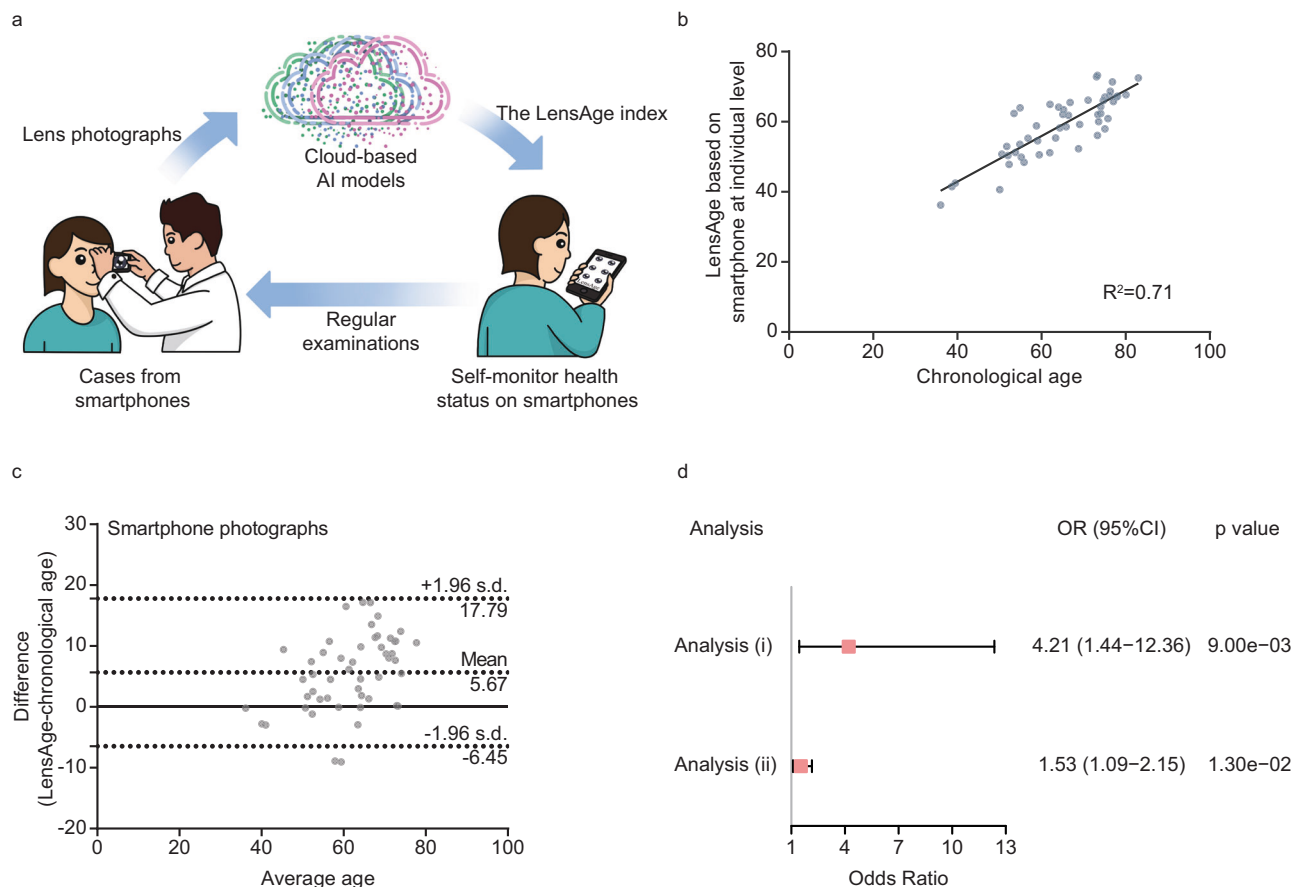 a
Lens photographs
Cloud-based
AI models
The LensAge index
LensAge
Regular
examinations
Cases from
smartphones
Self-monitor health
status on smartphones
b
LensAge based on
smartphone at individual level
80
60
40
20
0
R²=0.71
0 20 40 60 80 100
Chronological age
c
Difference
(LensAge-chronological age)
Smartphone photographs
30
20
10
0
-10
-20
+1.96 s.d.
17.79
Mean
5.67
-1.96 s.d.
-6.45
0 20 40 60 80 100
Average age
d
Analysis OR (95%CI) p value
Analysis (i) 4.21 (1.44−12.36) 9.00e−03
Analysis (ii) 1.53 (1.09−2.15) 1.30e−02
1 4 7 10 13
Odds Ratio